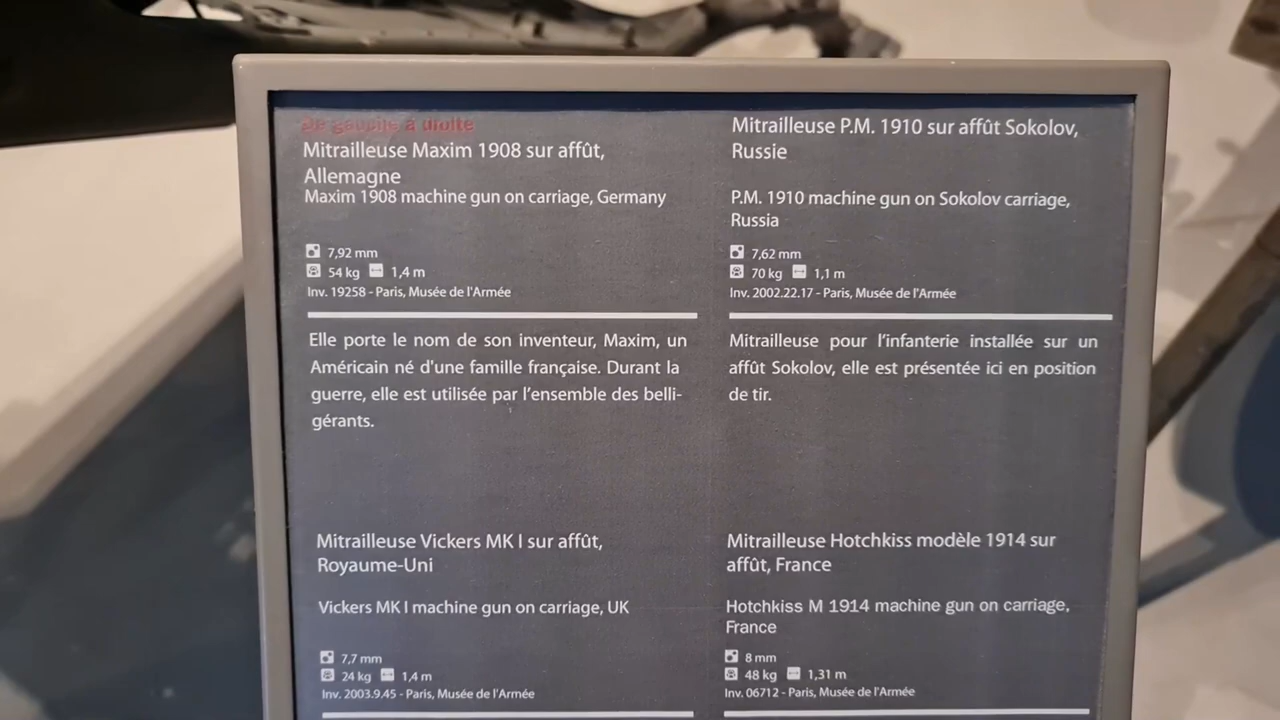 De gauche à droite
Mitrailleuse Maxim 1908 sur affût,
Allemagne
Maxim 1908 machine gun on carriage, Germany
7,92 mm
54 kg 1,4 m
Inv. 19258 - Paris, Musée de l'Armée
Elle porte le nom de son inventeur, Maxim, un
Américain né d'une famille française. Durant la
guerre, elle est utilisée par l'ensemble des belli-
gérants.
Mitrailleuse P.M. 1910 sur affût Sokolov,
Russie
P.M. 1910 machine gun on Sokolov carriage,
Russia
7,62 mm
70 kg 1,1 m
Inv. 2002.22.17 - Paris, Musée de l'Armée
Mitrailleuse pour l'infanterie installée sur un
affût Sokolov, elle est présentée ici en position
de tir.
Mitrailleuse Vickers MK I sur affût,
Royaume-Uni
Vickers MK I machine gun on carriage, UK
7,7 mm
24 kg 1,4 m
Inv. 2003.9.45 - Paris, Musée de l'Armée
Mitrailleuse Hotchkiss modèle 1914 sur
affût, France
Hotchkiss M 1914 machine gun on carriage,
France
8 mm
48 kg 1,31 m
Inv. 06712 - Paris, Musée de l'Armée